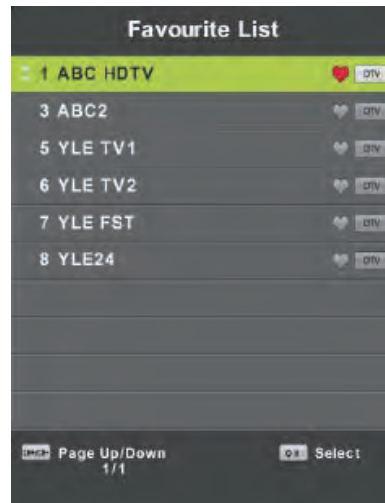 Favourite List
1 ABC HDTV DTV
3 ABC2 DTV
5 YLE TV1 DTV
6 YLE TV2 DTV
7 YLE FST DTV
8 YLE24 DTV
Page Up/Down Select
1/1